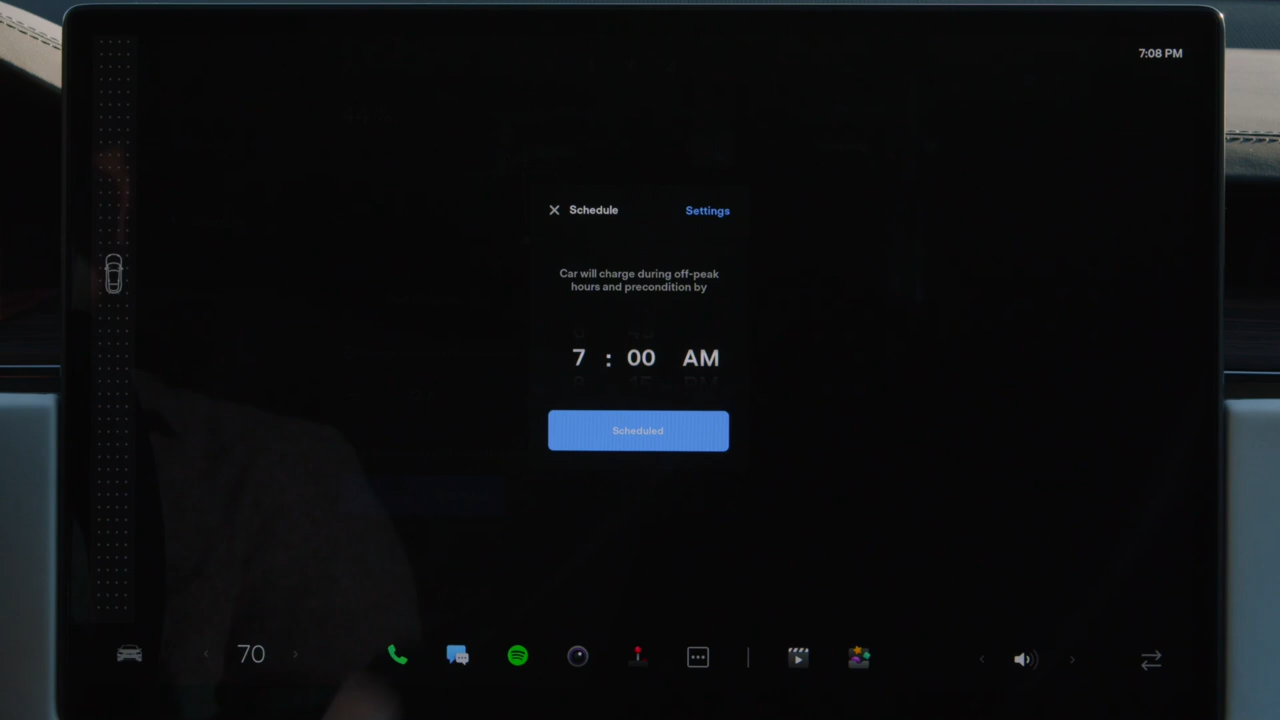 7:08 PM
Schedule
Settings
Car will charge during off-peak
hours and precondition by
7 : 00 AM
Scheduled
70